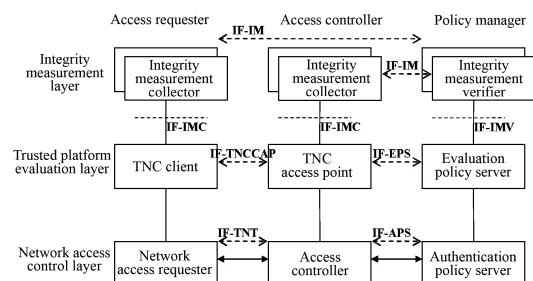 Access requester
Access controller
Policy manager
IF-IM
Integrity
measurement
layer
Integrity
measurement
collector
Integrity
measurement
collector
IF-IM
Integrity
measurement
verifier
IF-IMC
IF-IMC
IF-IMV
Trusted platform
evaluation layer
TNC client
IF-TNCCAP
TNC
access point
IF-EPS
Evaluation
policy server
IF-TNT
IF-APS
Network access
control layer
Network
access requester
Access
controller
Authentication
policy server